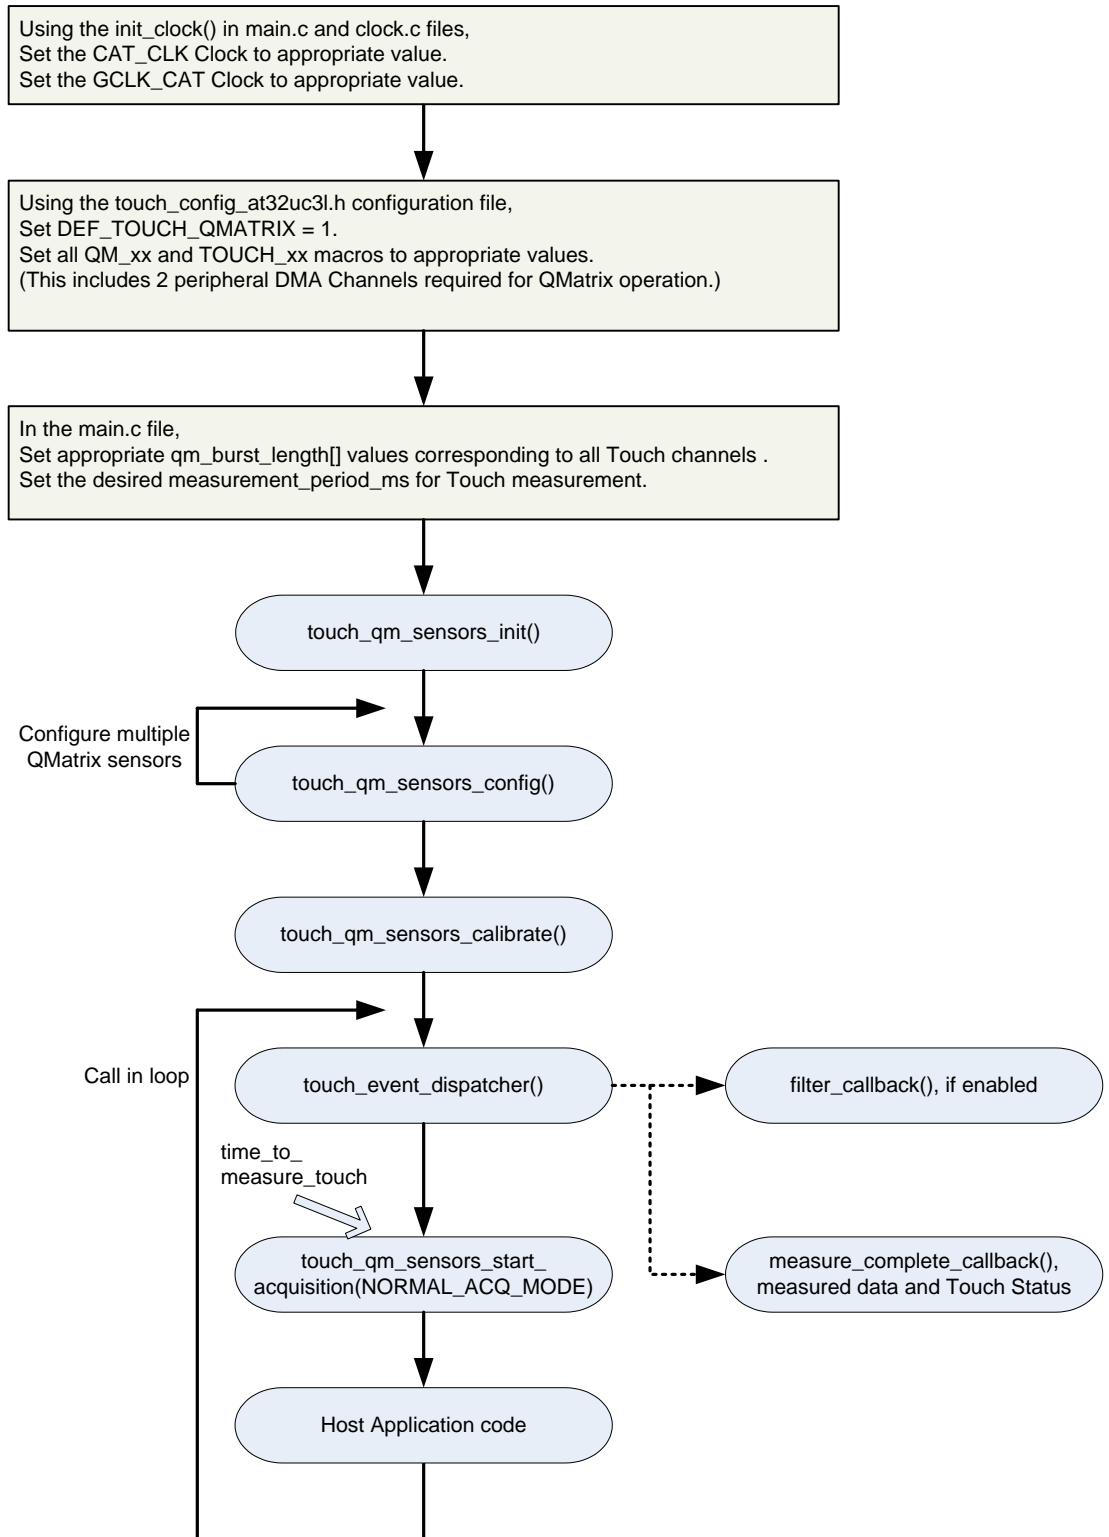 Using the init_clock() in main.c and clock.c files,
Set the CAT_CLK Clock to appropriate value.
Set the GCLK_CAT Clock to appropriate value.
Using the touch_config_at32uc3l.h configuration file,
Set DEF_TOUCH_QMATRIX = 1.
Set all QM_xx and TOUCH_xx macros to appropriate values.
(This includes 2 peripheral DMA Channels required for QMatrix operation.)
In the main.c file,
Set appropriate qm_burst_length[] values corresponding to all Touch channels .
Set the desired measurement_period_ms for Touch measurement.
touch_qm_sensors_init()
Configure multiple
QMatrix sensors
touch_qm_sensors_config()
touch_qm_sensors_calibrate()
Call in loop
touch_event_dispatcher()
filter_callback(), if enabled
time_to_
measure_touch
touch_qm_sensors_start_
acquisition(NORMAL_ACQ_MODE)
measure_complete_callback(),
measured data and Touch Status
Host Application code